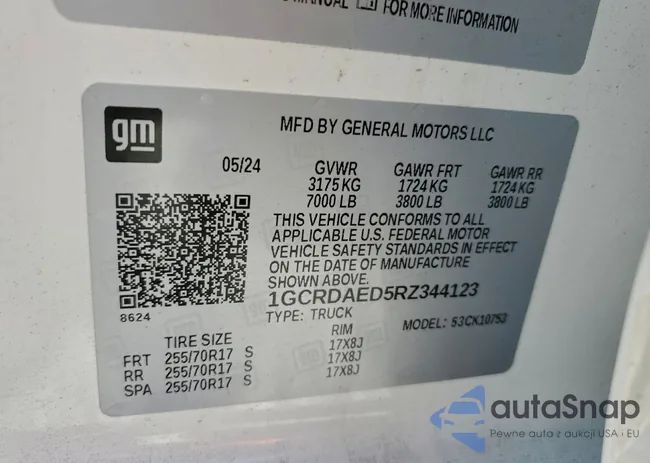 MANUAL FOR MORE INFORMATION
gm
MFD BY GENERAL MOTORS LLC
05/24 GVWR GAWR FRT GAWR RR
3175 KG 1724 KG 1724 KG
7000 LB 3800 LB 3800 LB
THIS VEHICLE CONFORMS TO ALL
APPLICABLE U.S. FEDERAL MOTOR
VEHICLE SAFETY STANDARDS IN EFFECT
ON THE DATE OF MANUFACTURE
SHOWN ABOVE.
1GCRDAED5RZ344123
8624
TYPE: TRUCK MODEL: 53CK10753
TIRE SIZE RIM
FRT 255/70R17 S 17X8J
RR 255/70R17 S 17X8J
SPA 255/70R17 S 17X8J
autaSnap
Pewne auta z aukcji USA i EU